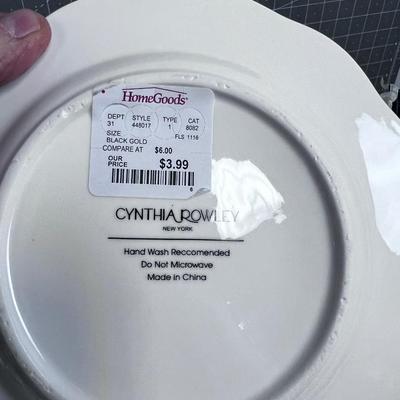 HomeGoods®
DEPT STYLE TYPE CAT
31 448017 1 8082
SIZE FLS 1116
BLACK GOLD
COMPARE AT $6.00
OUR
PRICE $3.99
6
CYNTHIA ROWLEY
NEW YORK
Hand Wash Reccomended
Do Not Microwave
Made in China